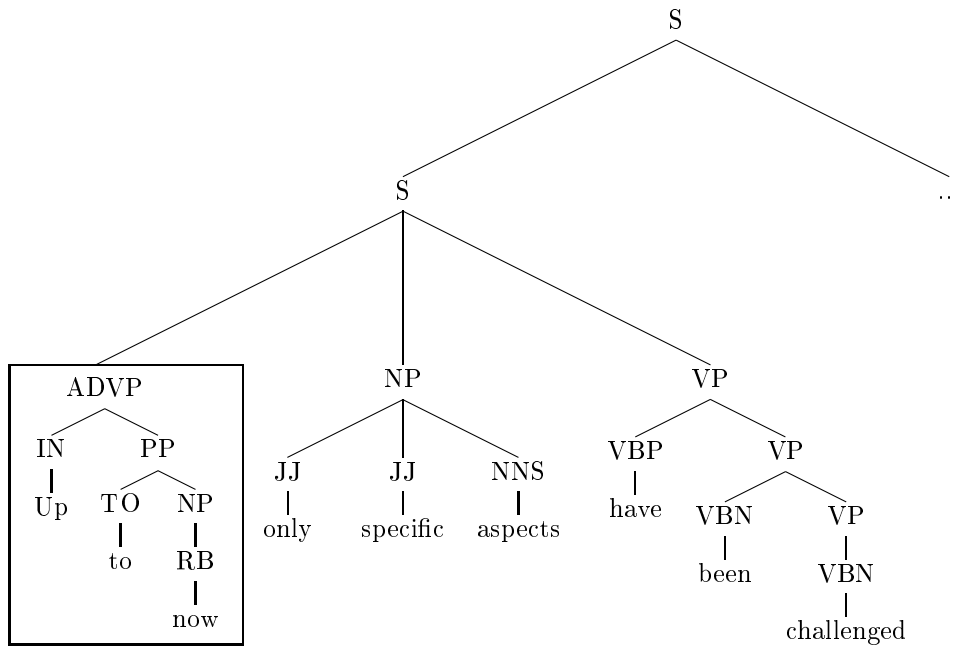 S
S ..
ADVP NP VP
IN PP JJ JJ NNS VBP VP
Up TO NP only specific aspects have VBN VP
to RB been VBN
now challenged